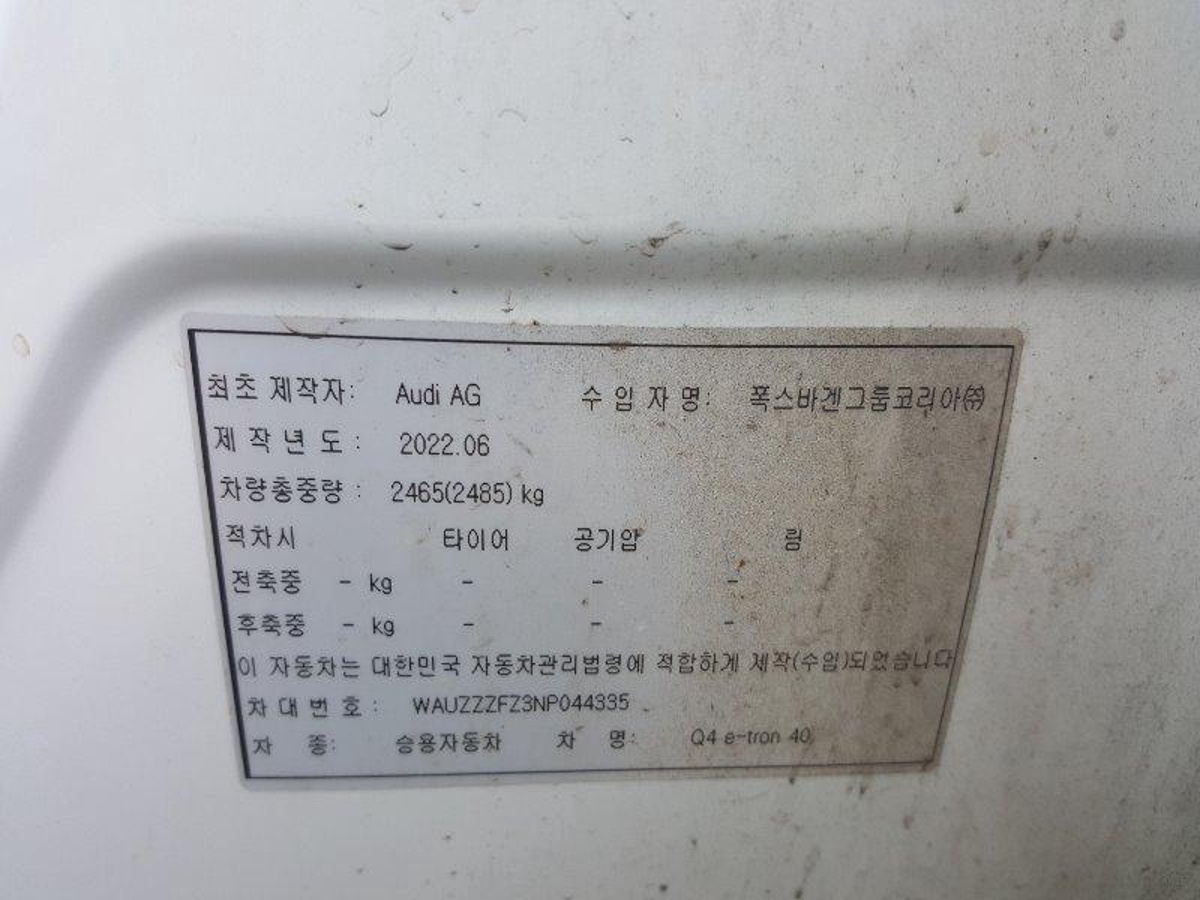 최초 제작자: Audi AG 수 입 자 명: 폭스바겐그룹코리아㈜
제 작 년 도 : 2022.06
차량총중량 : 2465(2485) kg
적차시 타이어 공기압 림
전축중 - kg - - -
후축중 - kg - - -
이 자동차는 대한민국 자동차관리법령에 적합하게 제작(수입)되었습니다
차 대 번 호 : WAUZZZFZ3NP044335
차 종: 승용자동차 차 명: Q4 e-tron 40